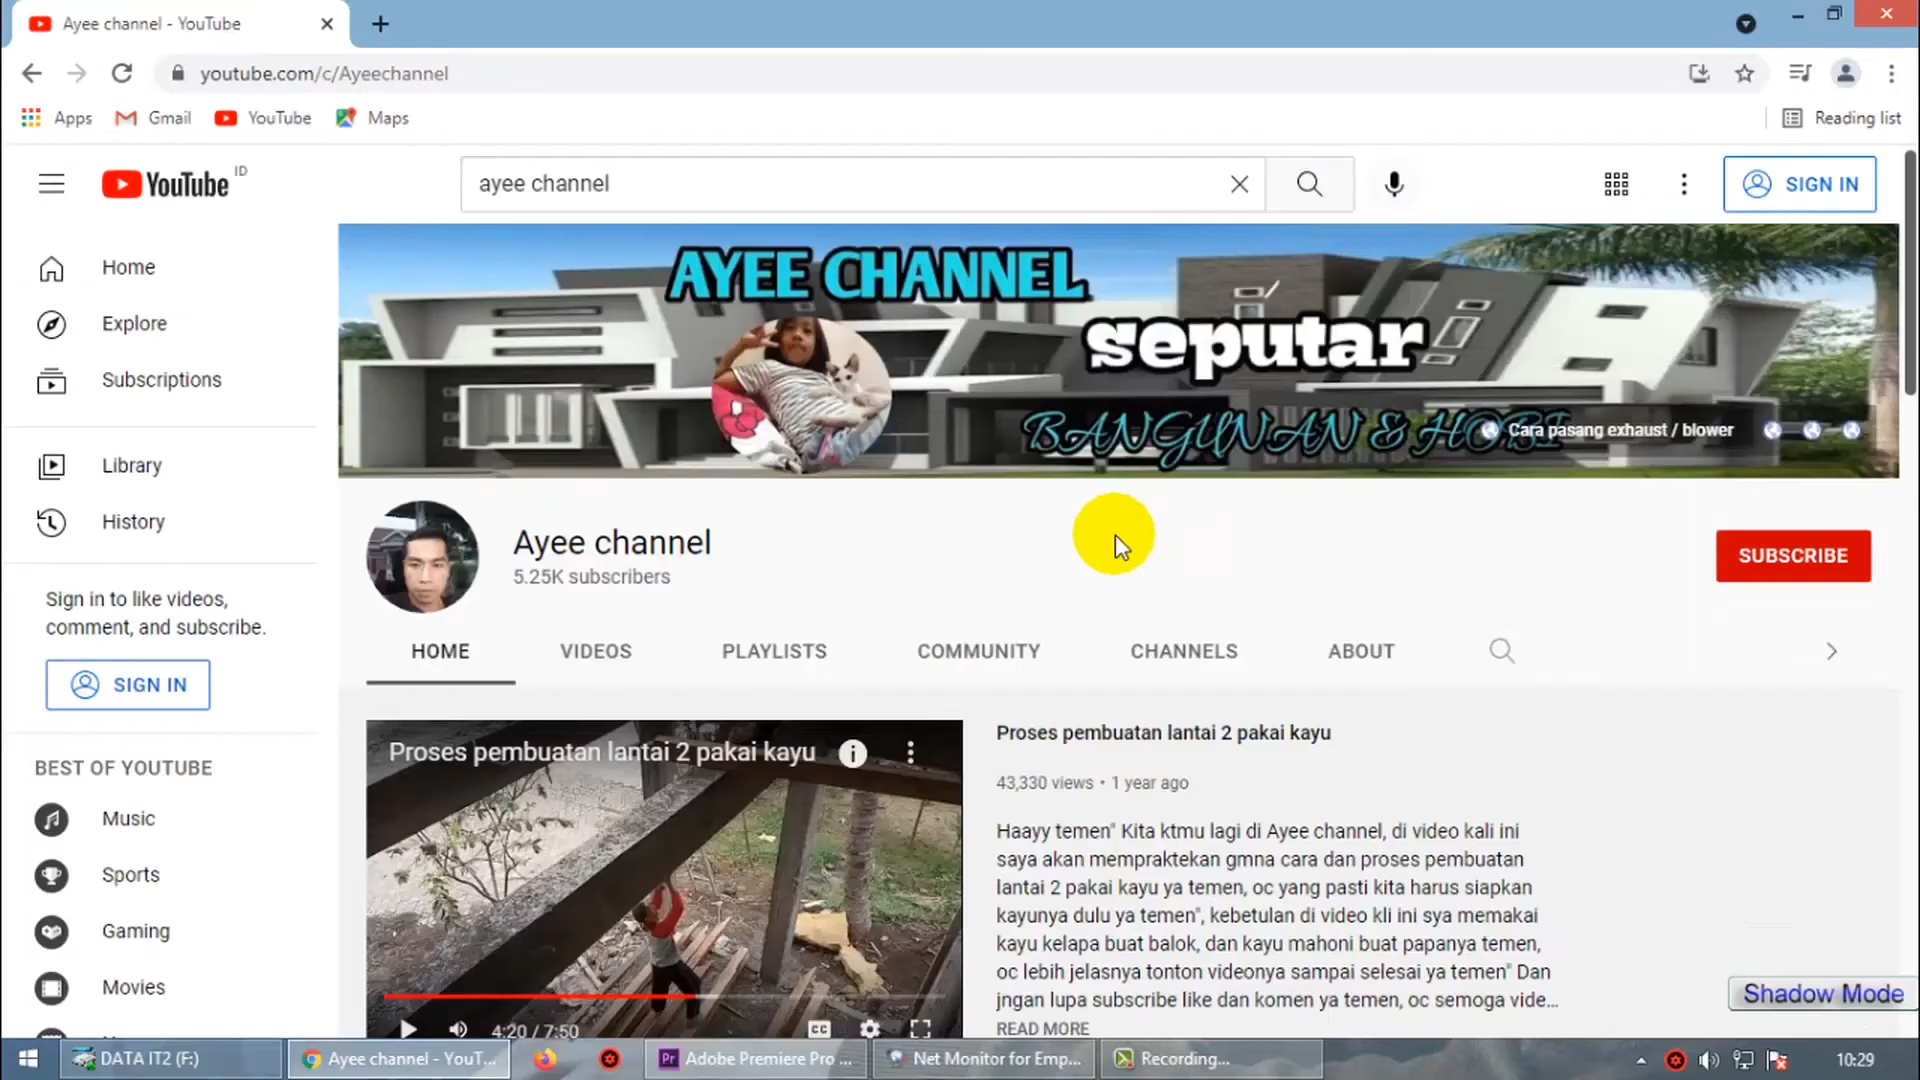 Ayee channel - YouTube
youtube.com/c/Ayeechannel
Apps
Gmail
YouTube
Maps
Reading list
YouTube ID
ayee channel
SIGN IN
Home
Explore
Subscriptions
Library
History
Sign in to like videos,
comment, and subscribe.
SIGN IN
BEST OF YOUTUBE
Music
Sports
Gaming
Movies
AYEE CHANNEL
seputar
BANGUNAN & HOBI
Cara pasang exhaust / blower
Ayee channel
5.25K subscribers
SUBSCRIBE
HOME
VIDEOS
PLAYLISTS
COMMUNITY
CHANNELS
ABOUT
Proses pembuatan lantai 2 pakai kayu
4:20 / 7:50
CC
Proses pembuatan lantai 2 pakai kayu
43,330 views • 1 year ago
Haayy temen" Kita ktmu lagi di Ayee channel, di video kali ini
saya akan mempraktekan gmna cara dan proses pembuatan
lantai 2 pakai kayu ya temen, oc yang pasti kita harus siapkan
kayunya dulu ya temen", kebetulan di video kli ini sya memakai
kayu kelapa buat balok, dan kayu mahoni buat papanya temen,
oc lebih jelasnya tonton videonya sampai selesai ya temen" Dan
jngan lupa subscribe like dan komen ya temen, oc semoga vide...
READ MORE
Shadow Mode
DATA IT2 (F:)
Ayee channel - YouT...
Pr Adobe Premiere Pro ...
Net Monitor for Emp...
Recording...
10:29